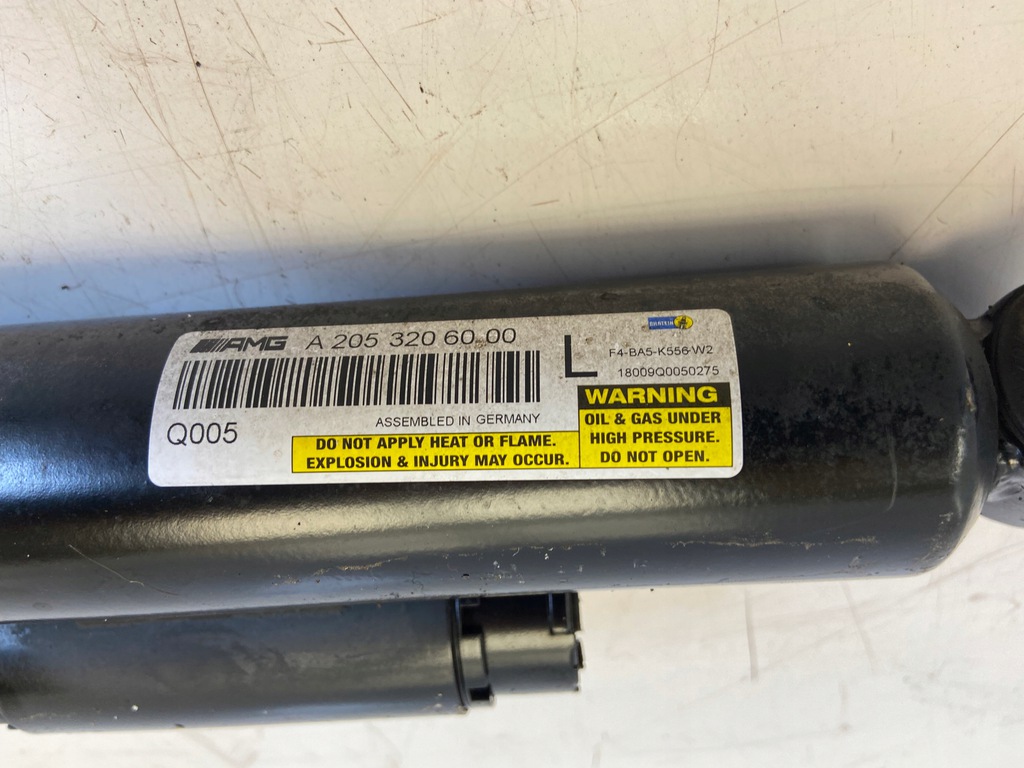 AMG A 205 320 60.00
L
BILSTEIN
F4-BA5-K556-W2
18009Q0050275
ASSEMBLED IN GERMANY
Q005
DO NOT APPLY HEAT OR FLAME.
EXPLOSION & INJURY MAY OCCUR.
WARNING
OIL & GAS UNDER
HIGH PRESSURE.
DO NOT OPEN.